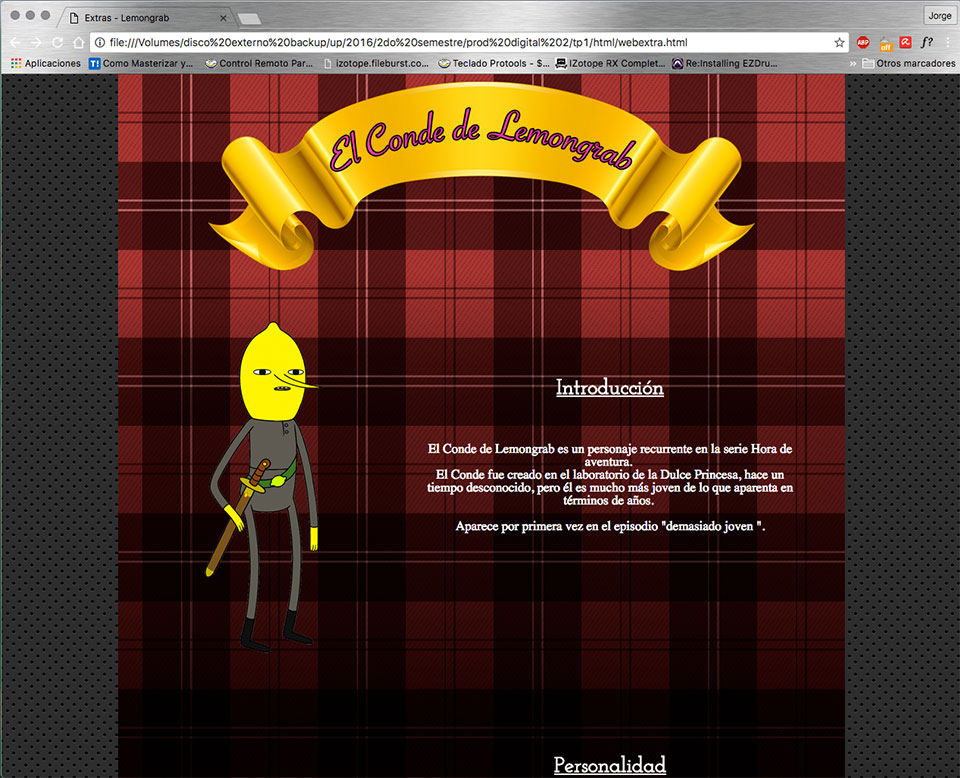 Extras - Lemongrab
Jorge
file:///Volumes/disco%20externo%20backup/up/2016/2do%20semestre/prod%20digital%202/tp1/html/webextra.html
ABP
off
f?
Aplicaciones
T!
Como Masterizar y...
Control Remoto Par...
izotope.fileburst.co...
Teclado Protools - $...
IZotope RX Complet...
Re:Installing EZDru...
»
Otros marcadores
El Conde de Lemongrab
Introducción
El Conde de Lemongrab es un personaje recurrente en la serie Hora de
aventura.
El Conde fue creado en el laboratorio de la Dulce Princesa, hace un
tiempo desconocido, pero él es mucho más joven de lo que aparenta en
términos de años.
Aparece por primera vez en el episodio "demasiado joven ".
Personalidad